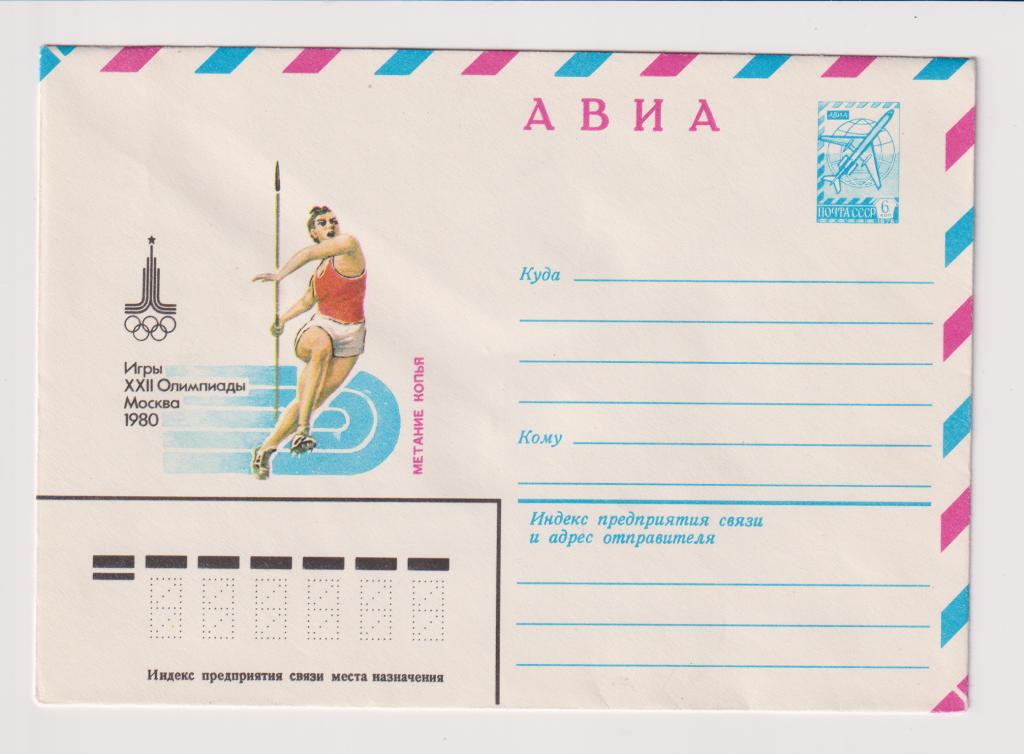 АВИА
АВИА
ПОЧТА СССР
6
Игры
XXII Олимпиады
Москва
1980
МЕТАНИЕ КОПЬЯ
Куда
Кому
Индекс предприятия связи
и адрес отправителя
Индекс предприятия связи места назначения